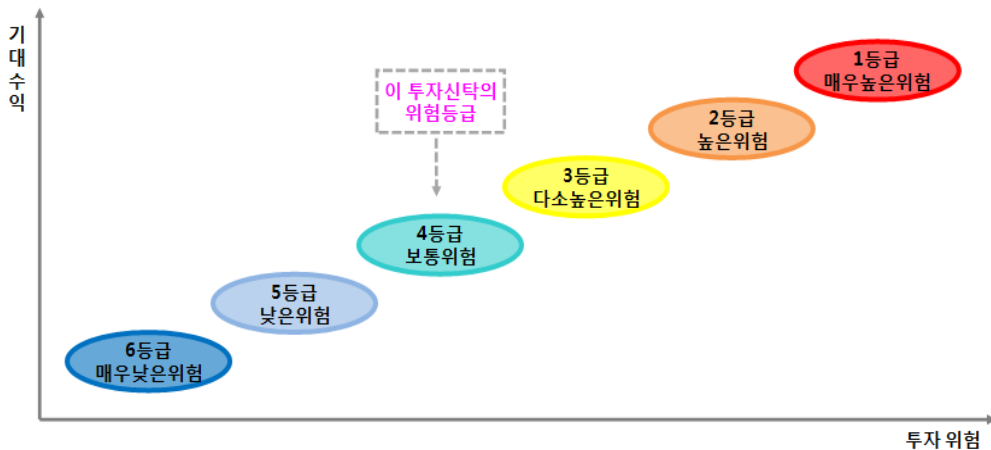 기대수익
1등급
매우높은위험
이 투자신탁의
위험등급
2등급
높은위험
3등급
다소높은위험
4등급
보통위험
5등급
낮은위험
6등급
매우낮은위험
투자 위험